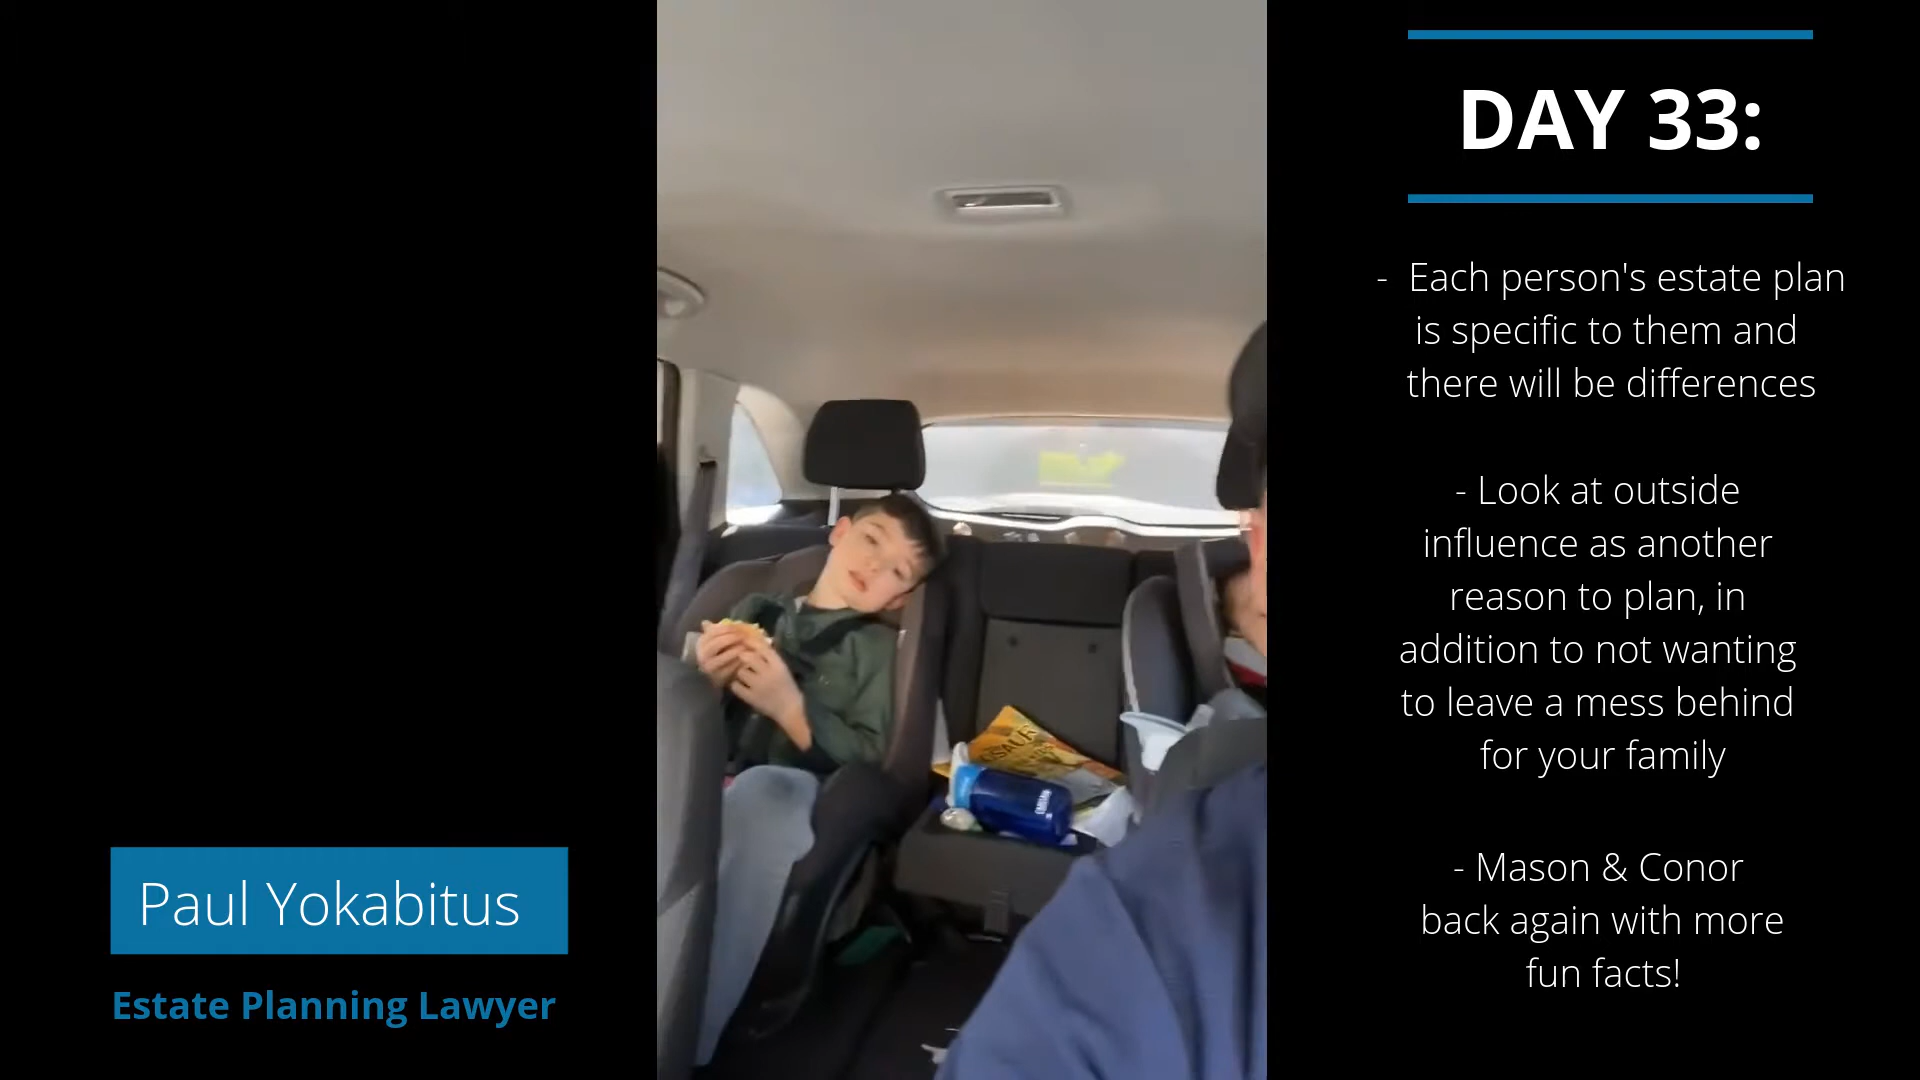 DAY 33:
- Each person's estate plan
is specific to them and
there will be differences
- Look at outside
influence as another
reason to plan, in
addition to not wanting
to leave a mess behind
for your family
- Mason & Conor
back again with more
fun facts!
Paul Yokabitus
Estate Planning Lawyer